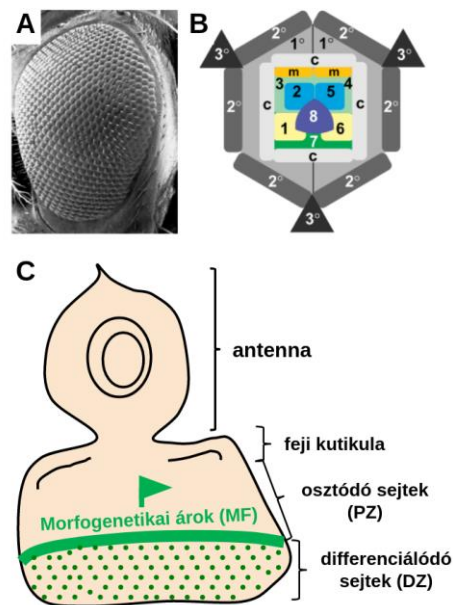 A
B
3° 2° 1° 1° 2° 3°
c
m m
3 4
2 5
2° c c 2°
8
1 6
7
c
2° 2°
3°
C
antenna
feji kutikula
osztódó sejtek
(PZ)
Morfogenetikai árok (MF)
differenciálódó
sejtek (DZ)